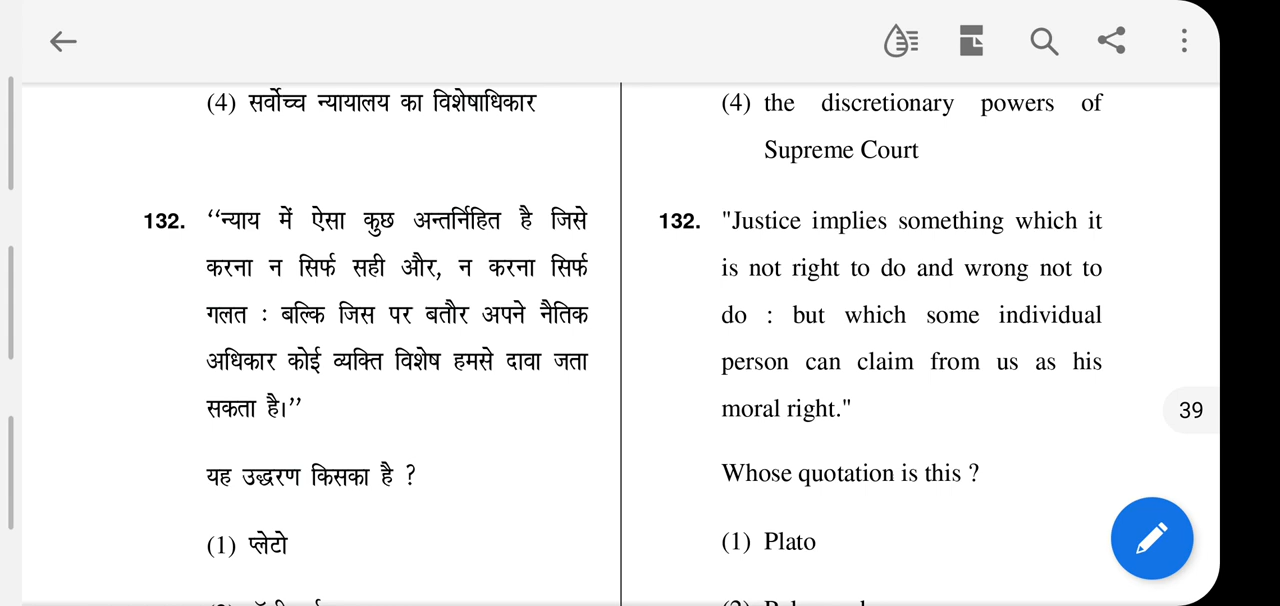 (4) सर्वोच्च न्यायालय का विशेषाधिकार
132. ‘‘न्याय में ऐसा कुछ अन्तर्निहित है जिसे
करना न सिर्फ सही और, न करना सिर्फ
गलत : बल्कि जिस पर बतौर अपने नैतिक
अधिकार कोई व्यक्ति विशेष हमसे दावा जता
सकता है।’’
यह उद्धरण किसका है ?
(1) प्लेटो
(4) the discretionary powers of
Supreme Court
132. "Justice implies something which it
is not right to do and wrong not to
do : but which some individual
person can claim from us as his
moral right."
Whose quotation is this ?
(1) Plato
39